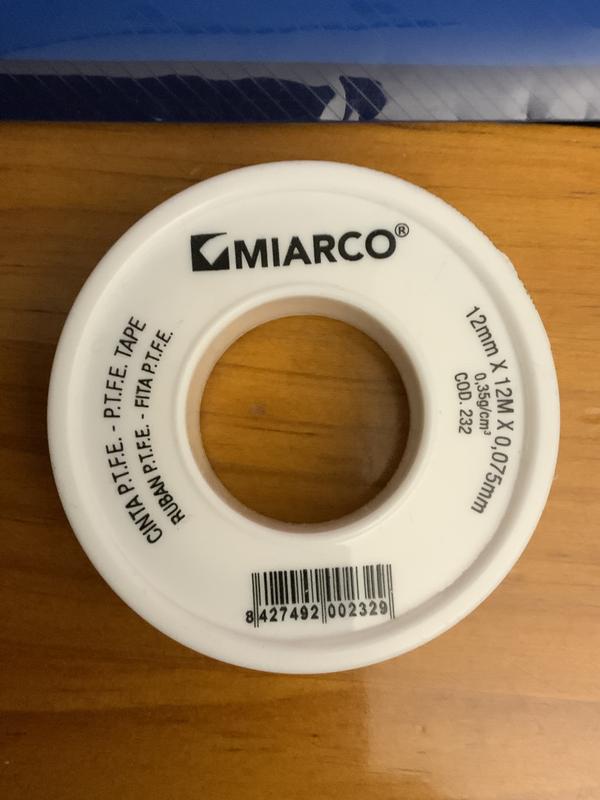 MIARCO®
CINTA P.T.F.E. - P.T.F.E. TAPE
RUBAN P.T.F.E. - FITA P.T.F.E.
12mm X 12M X 0,075mm
0,35g/cm³
COD. 232
8 427492 002329